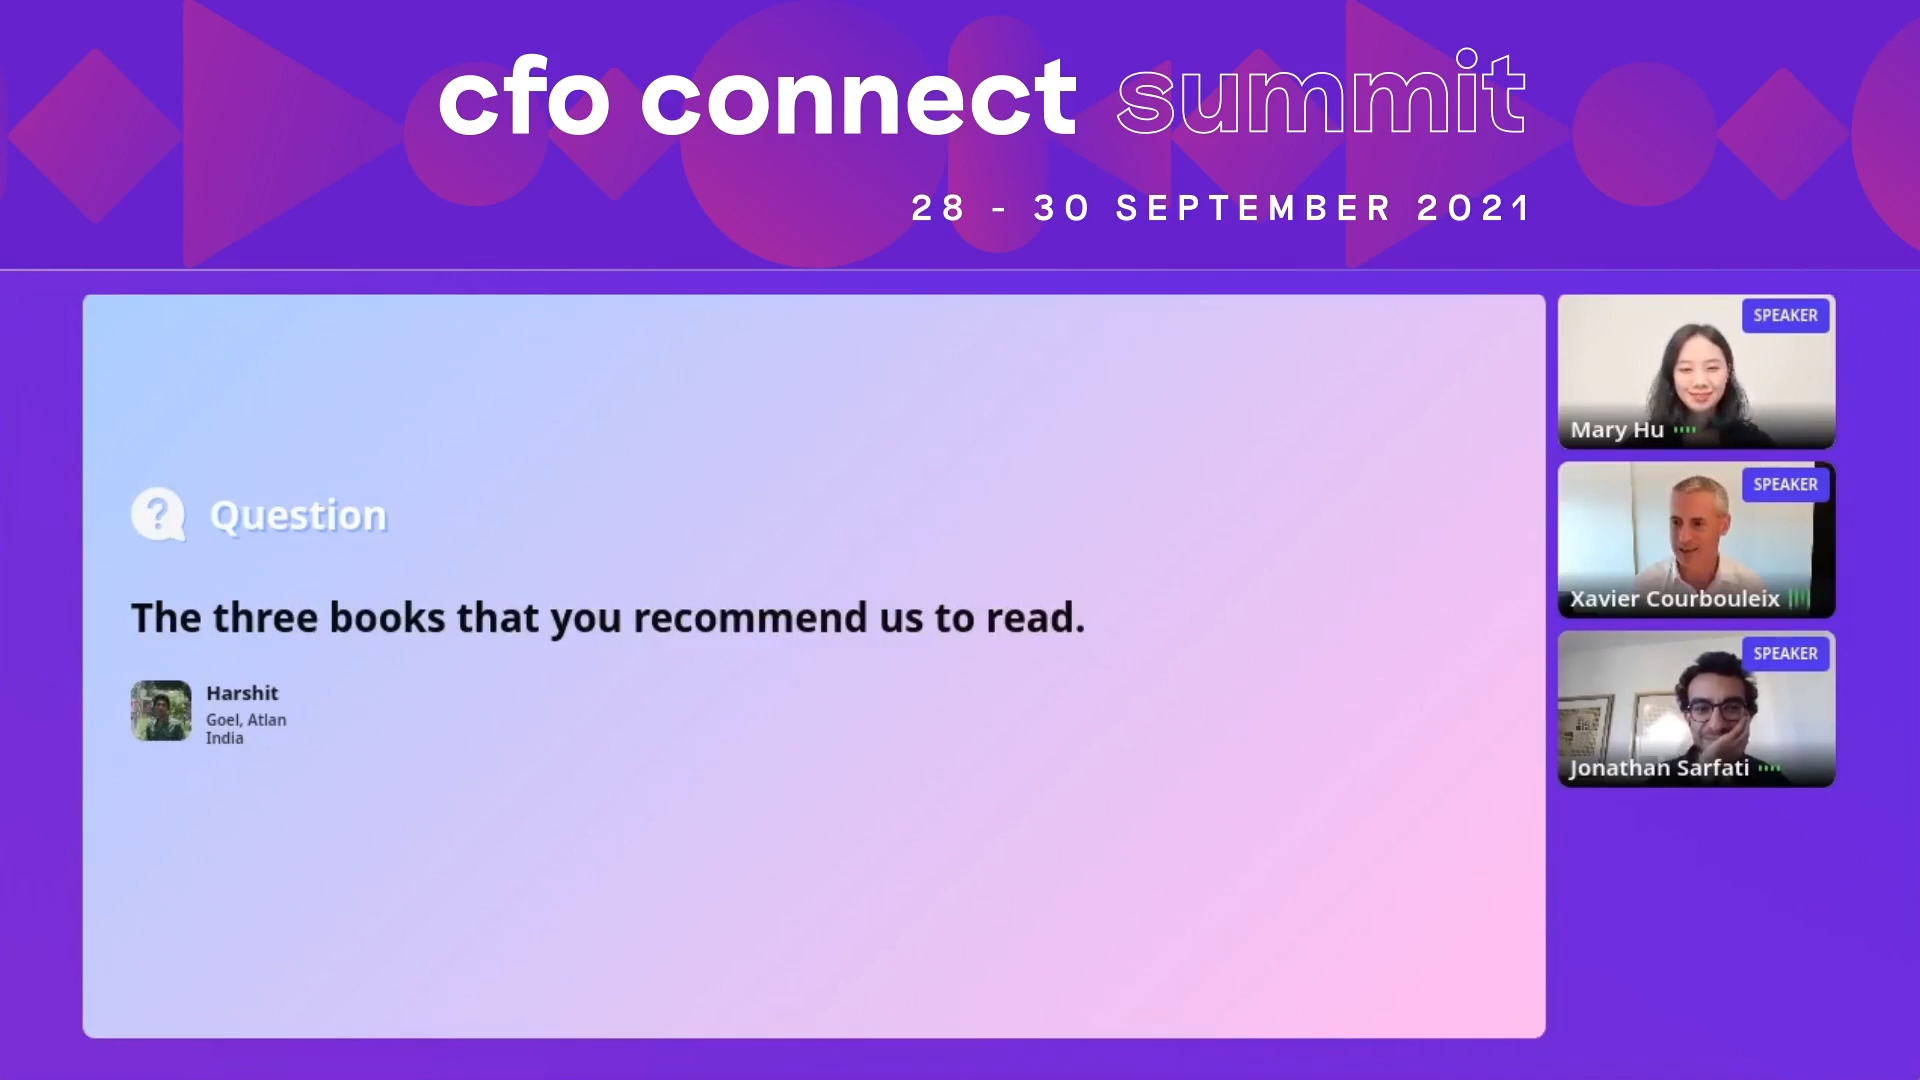 cfo connect summit
28 - 30 SEPTEMBER 2021
Question
The three books that you recommend us to read.
Harshit
Goel, Atlan
India
SPEAKER
Mary Hu
SPEAKER
Xavier Courbouleix
SPEAKER
Jonathan Sarfati